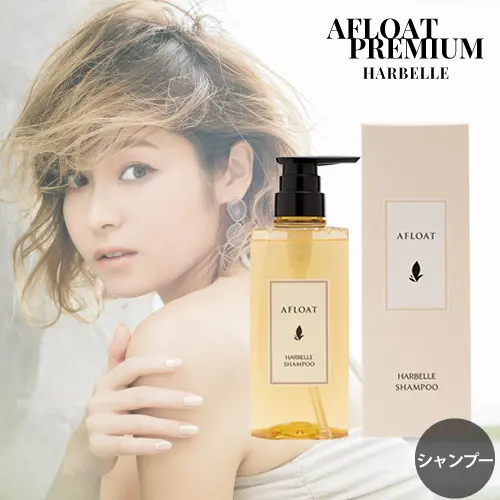 AFLOAT
PREMIUM
HARBELLE
AFLOAT
HARBELLE
SHAMPOO
AFLOAT
HARBELLE
SHAMPOO
シャンプー